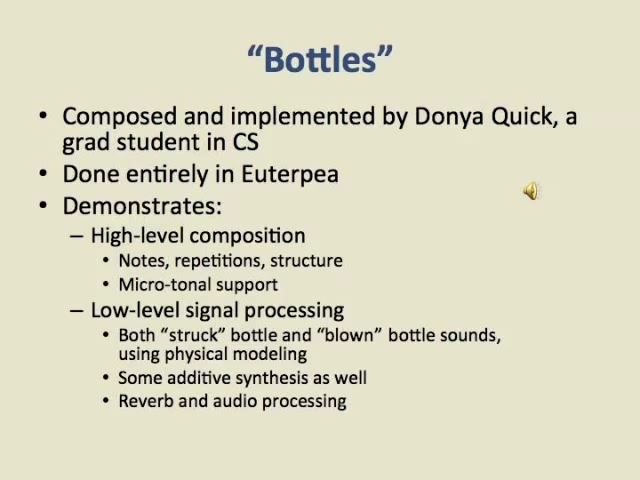 “Bottles”
• Composed and implemented by Donya Quick, a
grad student in CS
• Done entirely in Euterpea
• Demonstrates:
– High-level composition
• Notes, repetitions, structure
• Micro-tonal support
– Low-level signal processing
• Both “struck” bottle and “blown” bottle sounds,
using physical modeling
• Some additive synthesis as well
• Reverb and audio processing